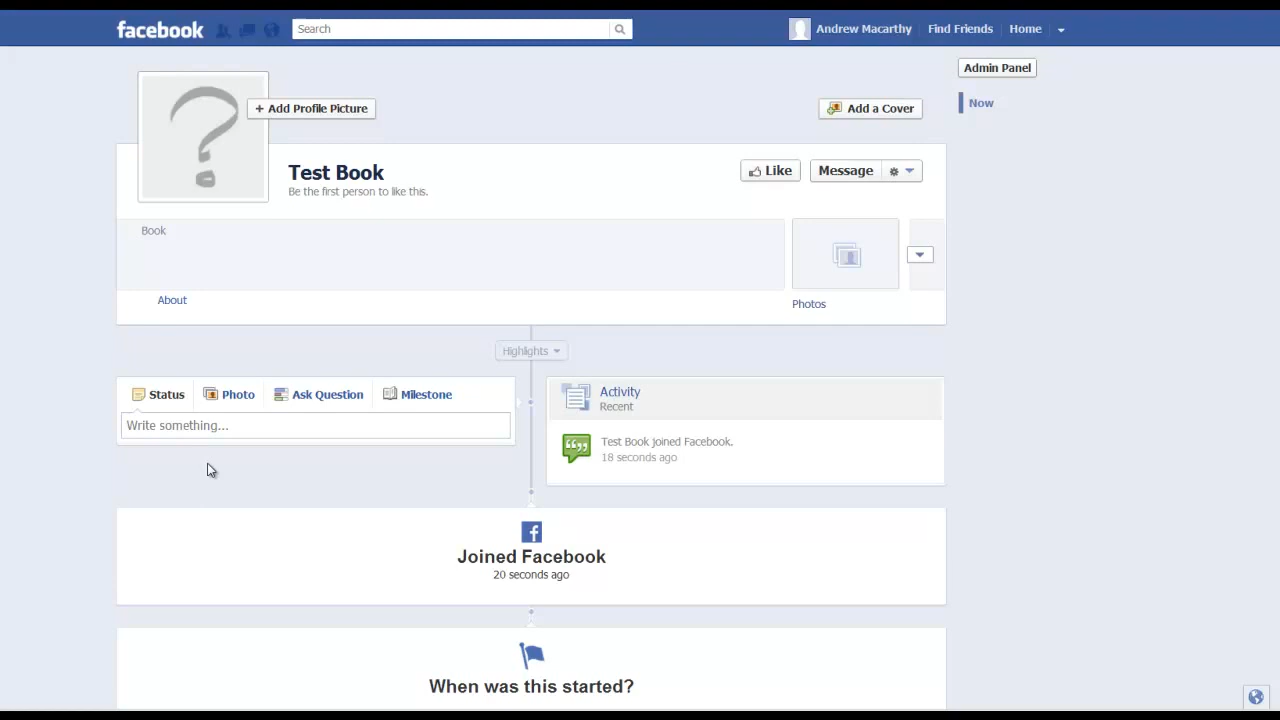 facebook
Search
Andrew Macarthy
Find Friends
Home
Admin Panel
Now
+ Add Profile Picture
Add a Cover
Test Book
Be the first person to like this.
Like
Message
Book
About
Photos
Highlights
Status
Photo
Ask Question
Milestone
Write something...
Activity
Recent
Test Book joined Facebook.
18 seconds ago
Joined Facebook
20 seconds ago
When was this started?